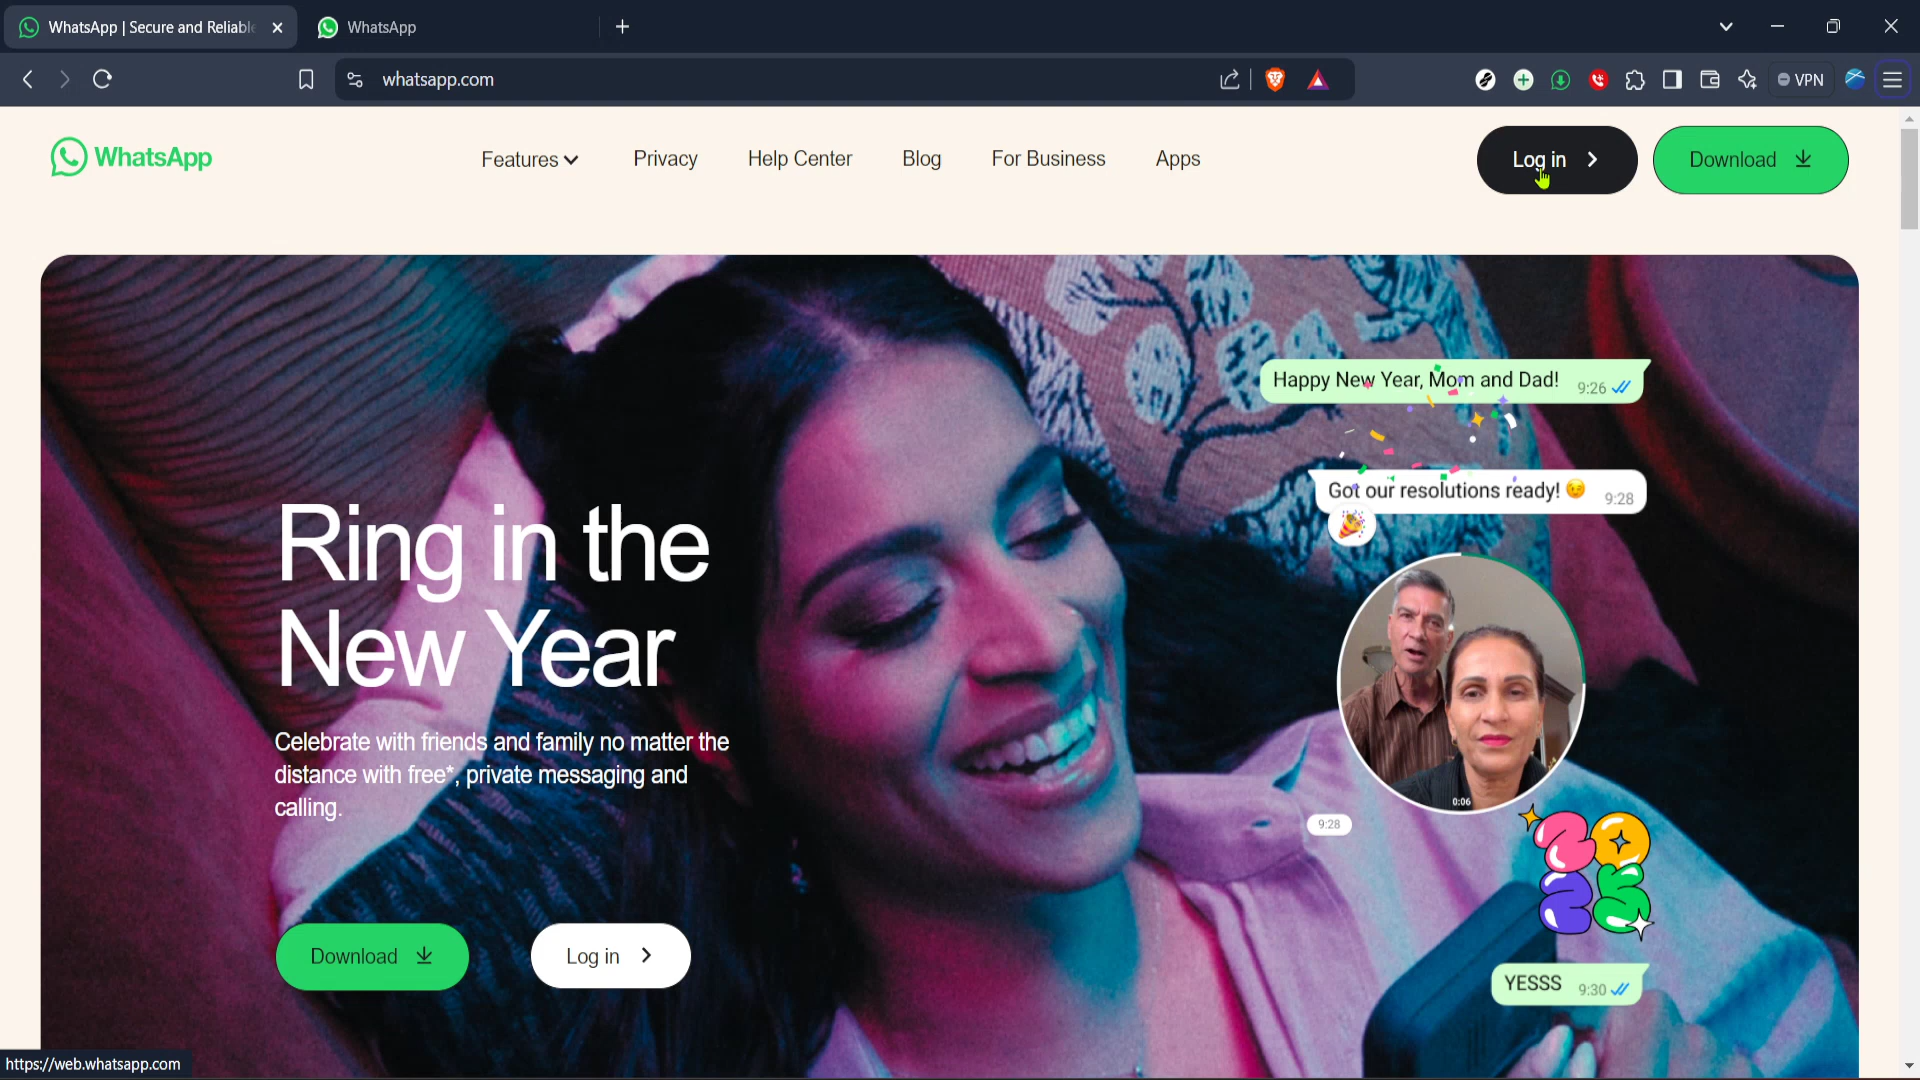 WhatsApp | Secure and Reliabl
WhatsApp
whatsapp.com
VPN
WhatsApp
Features
Privacy
Help Center
Blog
For Business
Apps
Log in
Download
Happy New Year, Mom and Dad! 9:26
Got our resolutions ready! 😉 9:28
Ring in the
New Year
Celebrate with friends and family no matter the
distance with free*, private messaging and
calling.
0:06
9:28
Download
Log in
YESSS 9:30
https://web.whatsapp.com